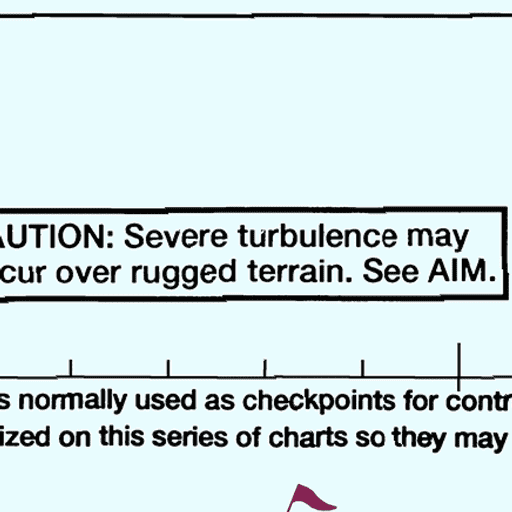 AUTION: Severe turbulence may
cur over rugged terrain. See AIM.
s normally used as checkpoints for contr
ized on this series of charts so they may